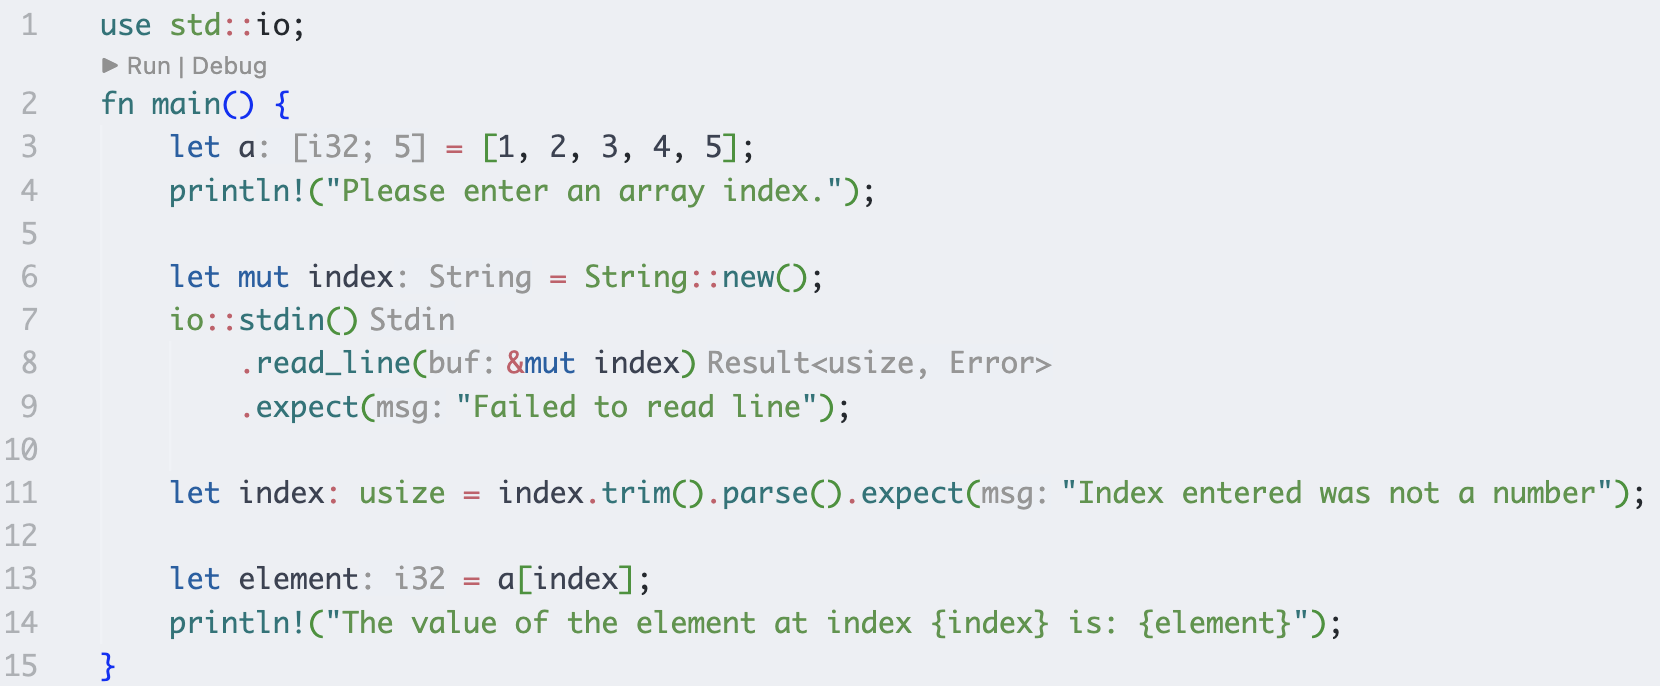 1 use std::io;
▶ Run | Debug
2 fn main() {
3 let a: [i32; 5] = [1, 2, 3, 4, 5];
4 println!("Please enter an array index.");
5
6 let mut index: String = String::new();
7 io::stdin() Stdin
8 .read_line(buf: &mut index) Result<usize, Error>
9 .expect(msg: "Failed to read line");
10
11 let index: usize = index.trim().parse().expect(msg: "Index entered was not a number");
12
13 let element: i32 = a[index];
14 println!("The value of the element at index {index} is: {element}");
15 }